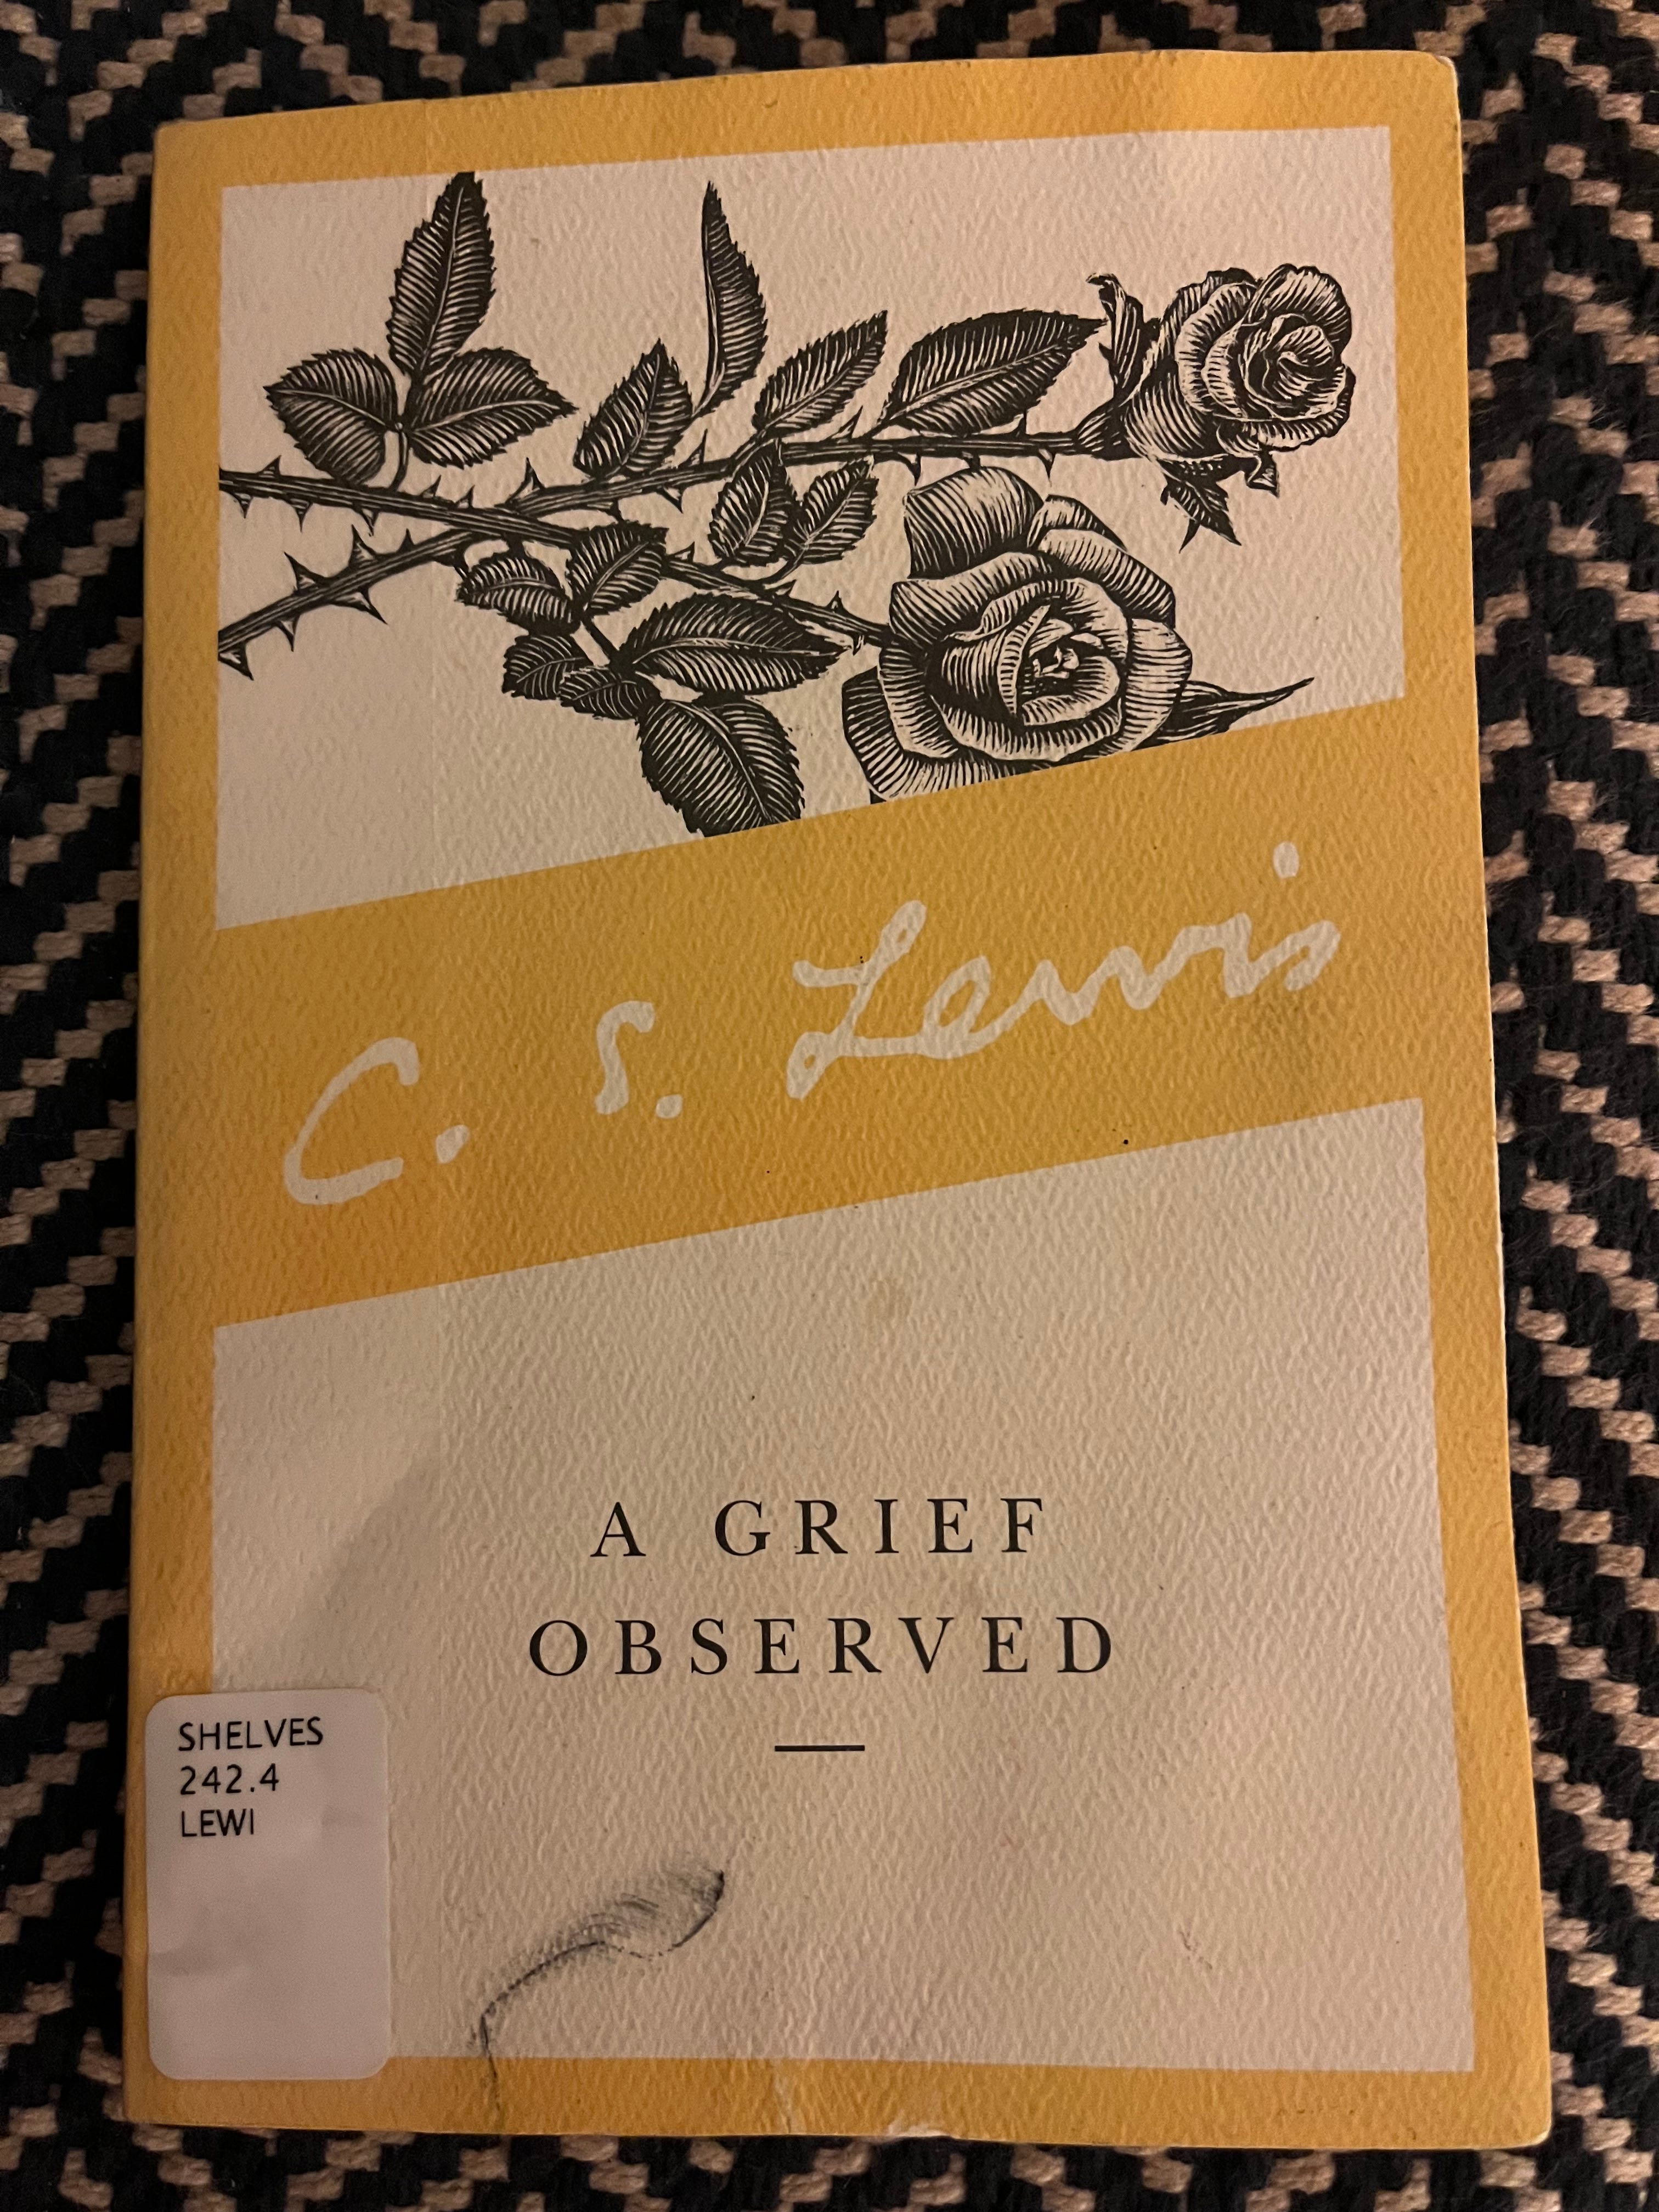 C. S. Lewis
A GRIEF
OBSERVED
SHELVES
242.4
LEWI